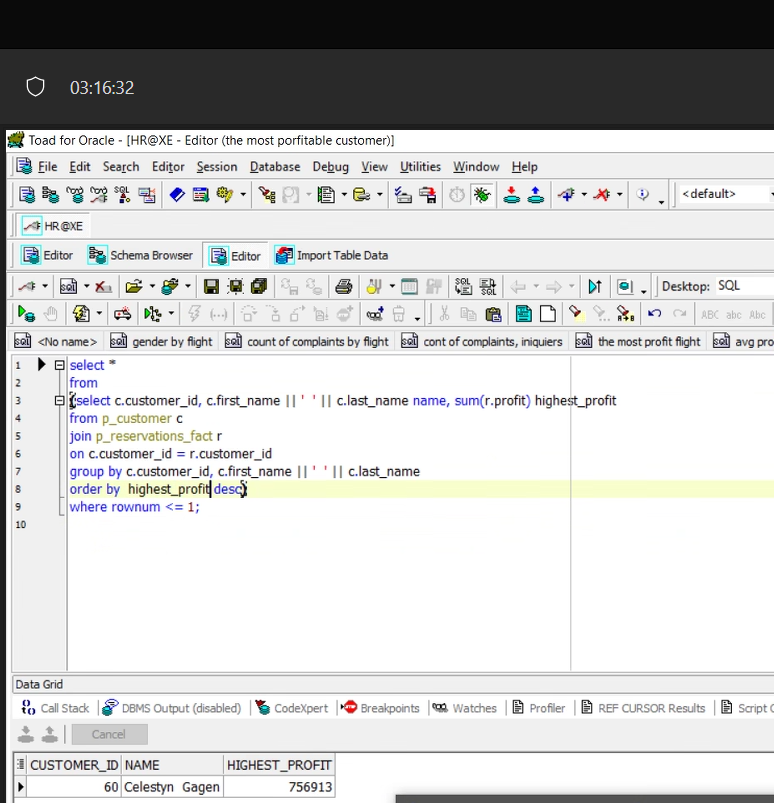 03:16:32
Toad for Oracle - [HR@XE - Editor (the most porfitable customer)]
File Edit Search Editor Session Database Debug View Utilities Window Help
<default>
HR@XE
Editor Schema Browser Editor Import Table Data
Desktop: SQL
ABC abc Abc
<No name> gender by flight count of complaints by flight cont of complaints, iniquiers the most profit flight avg pro
1 select *
2 from
3 (select c.customer_id, c.first_name || ' ' || c.last_name name, sum(r.profit) highest_profit
4 from p_customer c
5 join p_reservations_fact r
6 on c.customer_id = r.customer_id
7 group by c.customer_id, c.first_name || ' ' || c.last_name
8 order by highest_profit desc)
9 where rownum <= 1;
10
Data Grid
Call Stack DBMS Output (disabled) CodeXpert Breakpoints Watches Profiler REF CURSOR Results Script
Cancel
CUSTOMER_ID NAME HIGHEST_PROFIT
60 Celestyn Gagen 756913